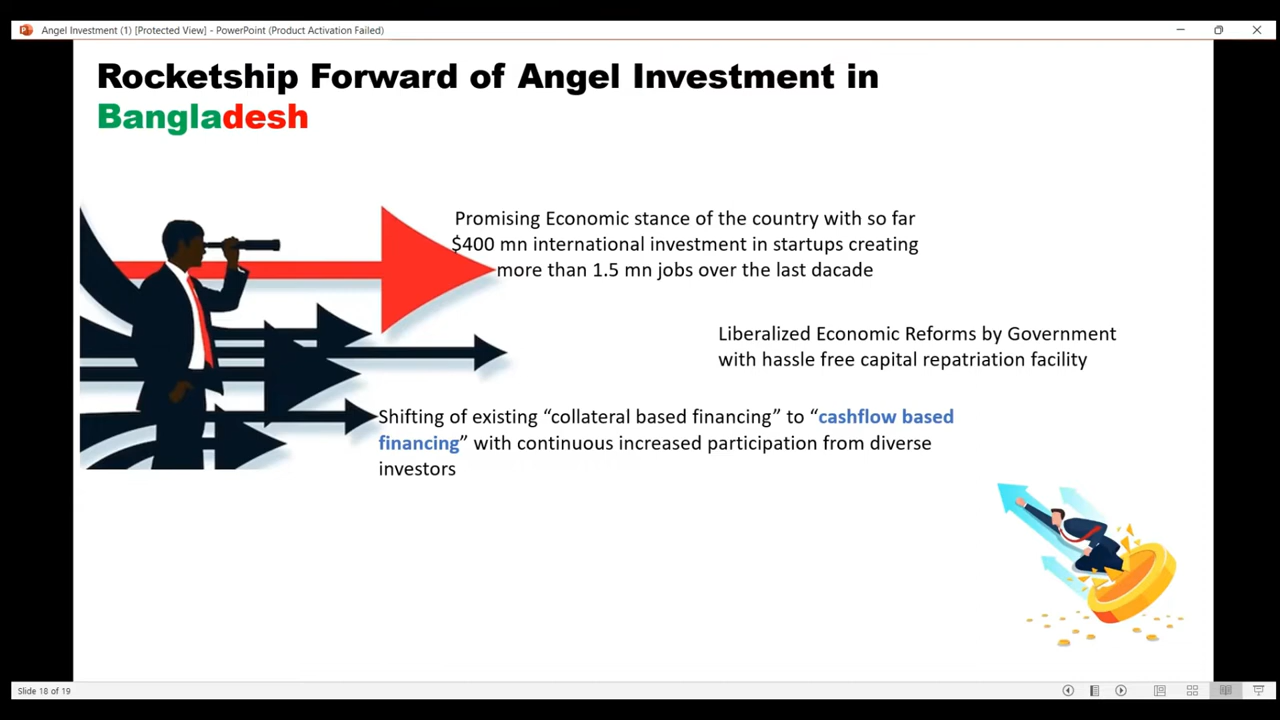 Angel Investment (1) [Protected View] - PowerPoint (Product Activation Failed)
Rocketship Forward of Angel Investment in
Bangladesh
Promising Economic stance of the country with so far
$400 mn international investment in startups creating
more than 1.5 mn jobs over the last dacade
Liberalized Economic Reforms by Government
with hassle free capital repatriation facility
Shifting of existing “collateral based financing” to “cashflow based
financing” with continuous increased participation from diverse
investors
Slide 18 of 19